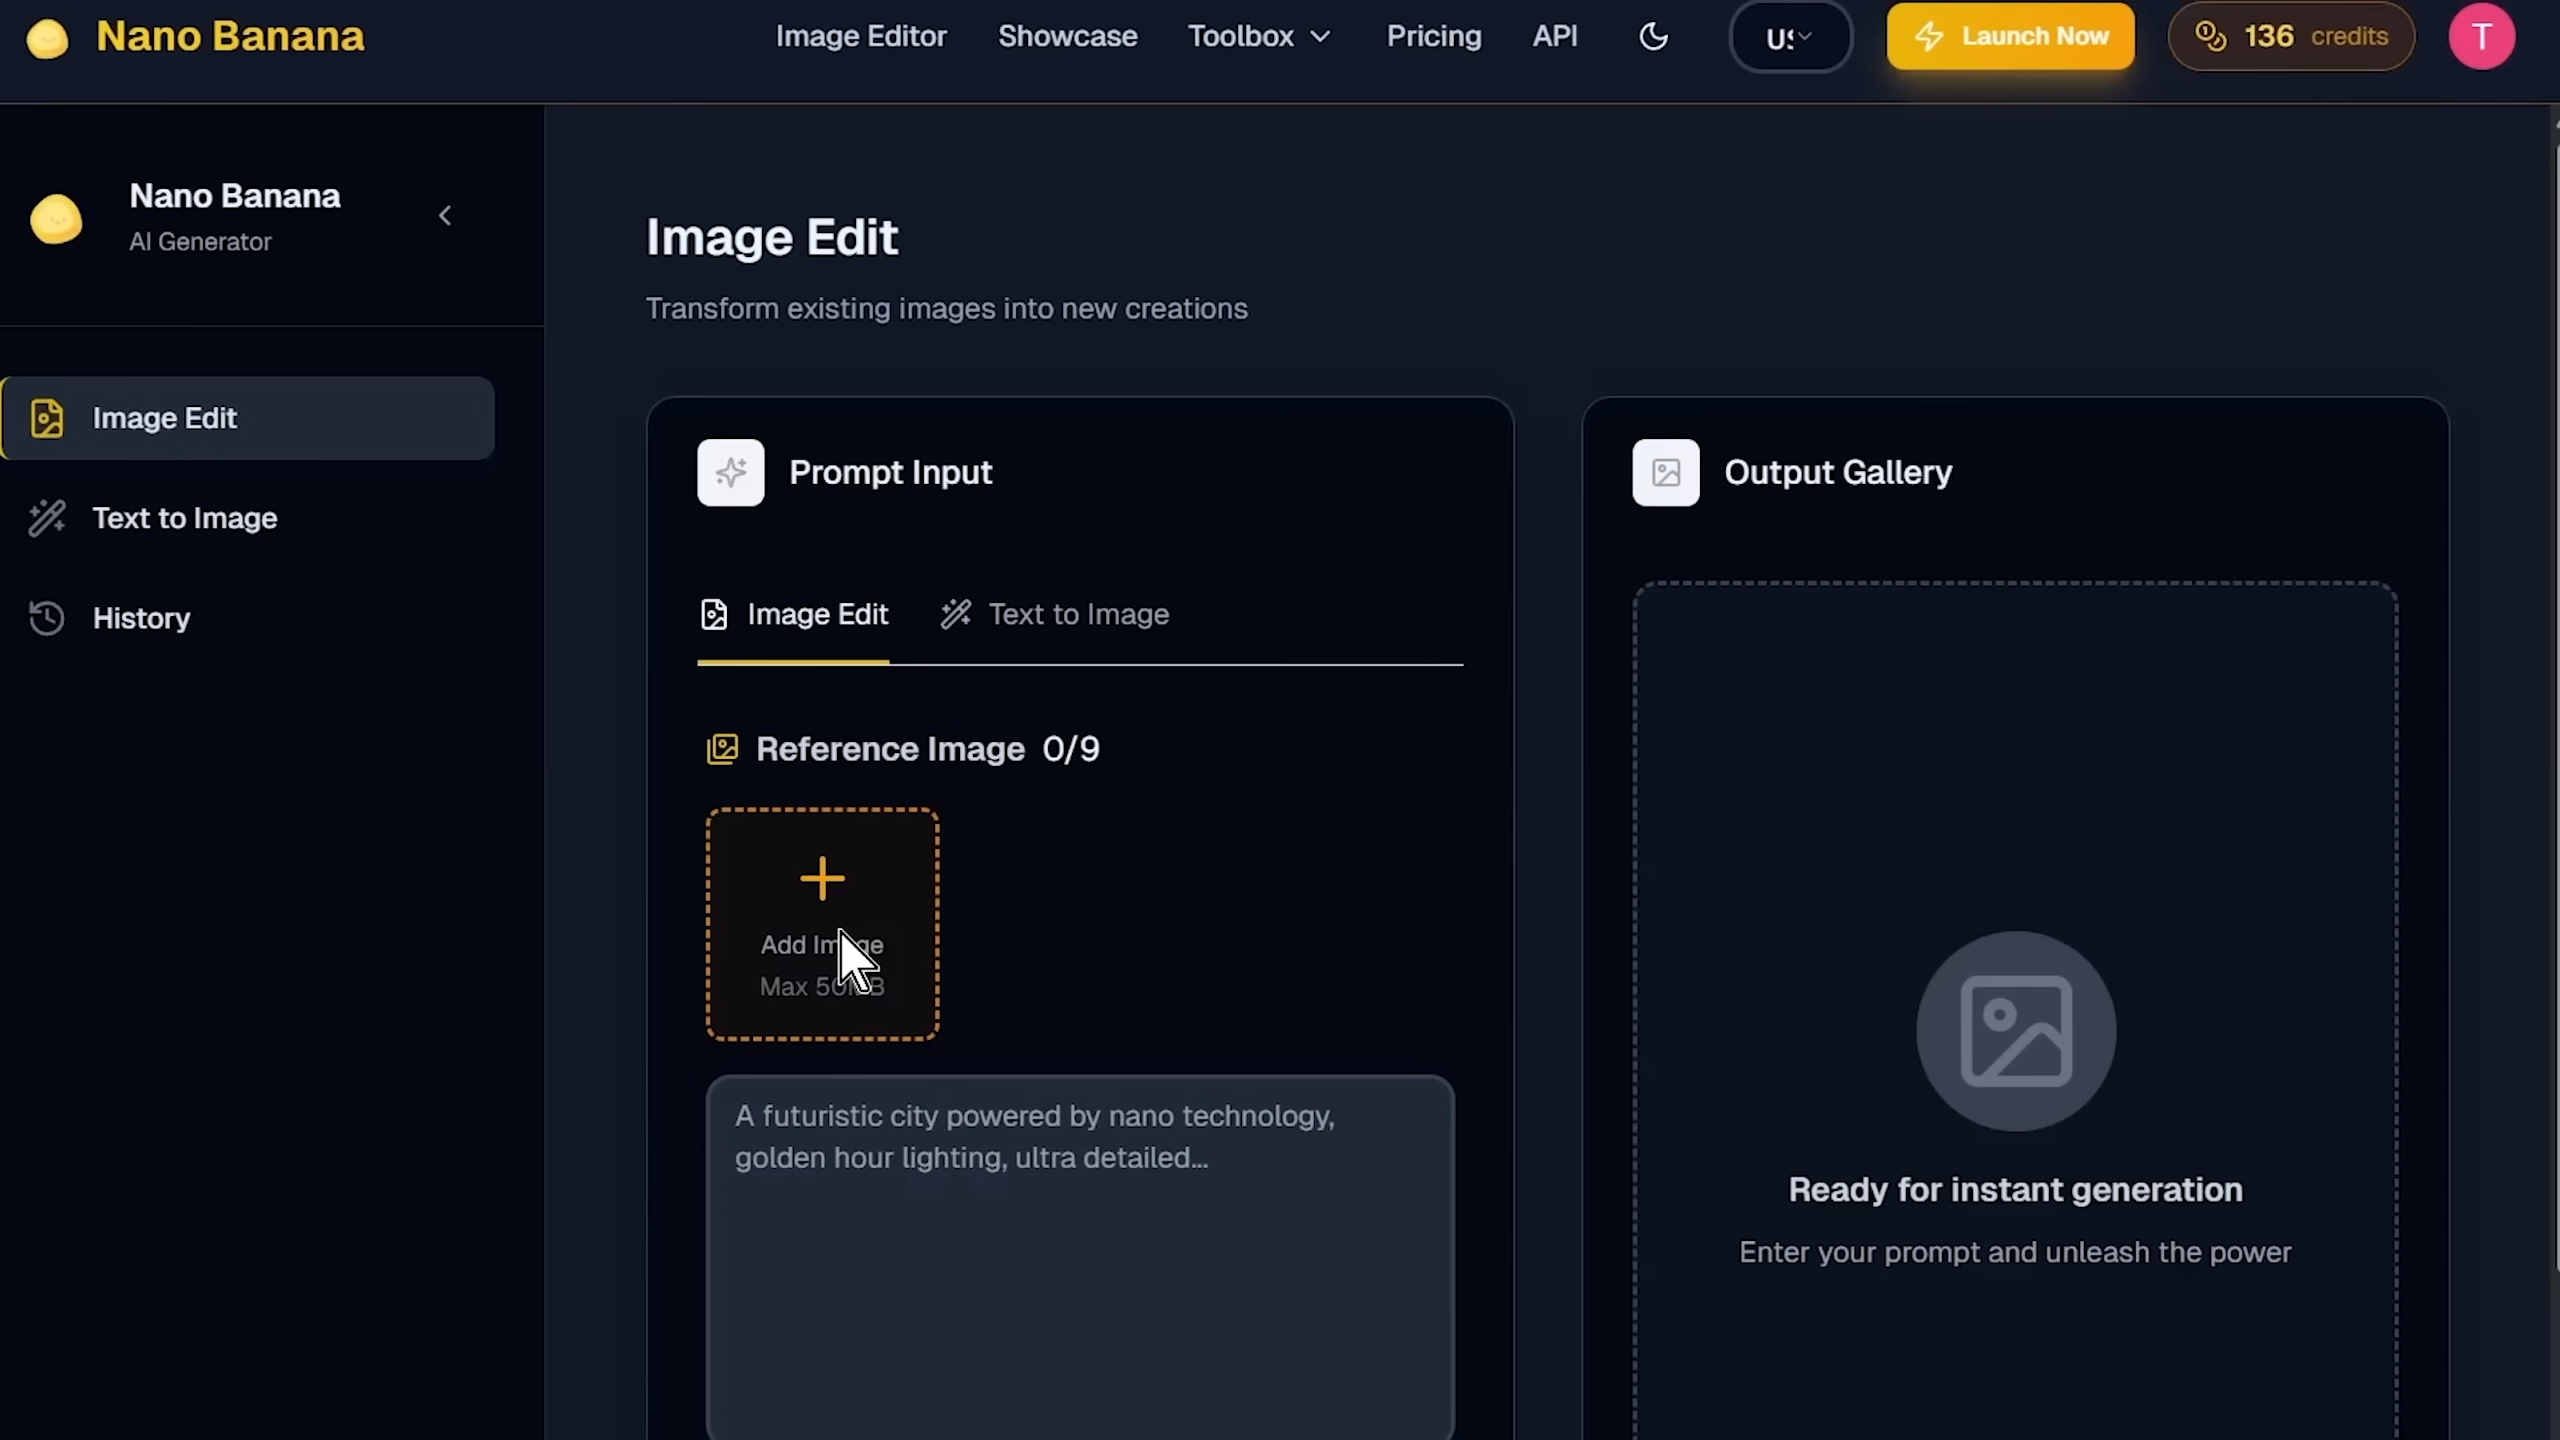 Nano Banana
Image Editor
Showcase
Toolbox
Pricing
API
Launch Now
136 credits
T
Nano Banana
AI Generator
Image Edit
Text to Image
History
Image Edit
Transform existing images into new creations
Prompt Input
Image Edit
Text to Image
Reference Image 0/9
Add Image
Max 50MB
A futuristic city powered by nano technology,
golden hour lighting, ultra detailed...
Output Gallery
Ready for instant generation
Enter your prompt and unleash the power